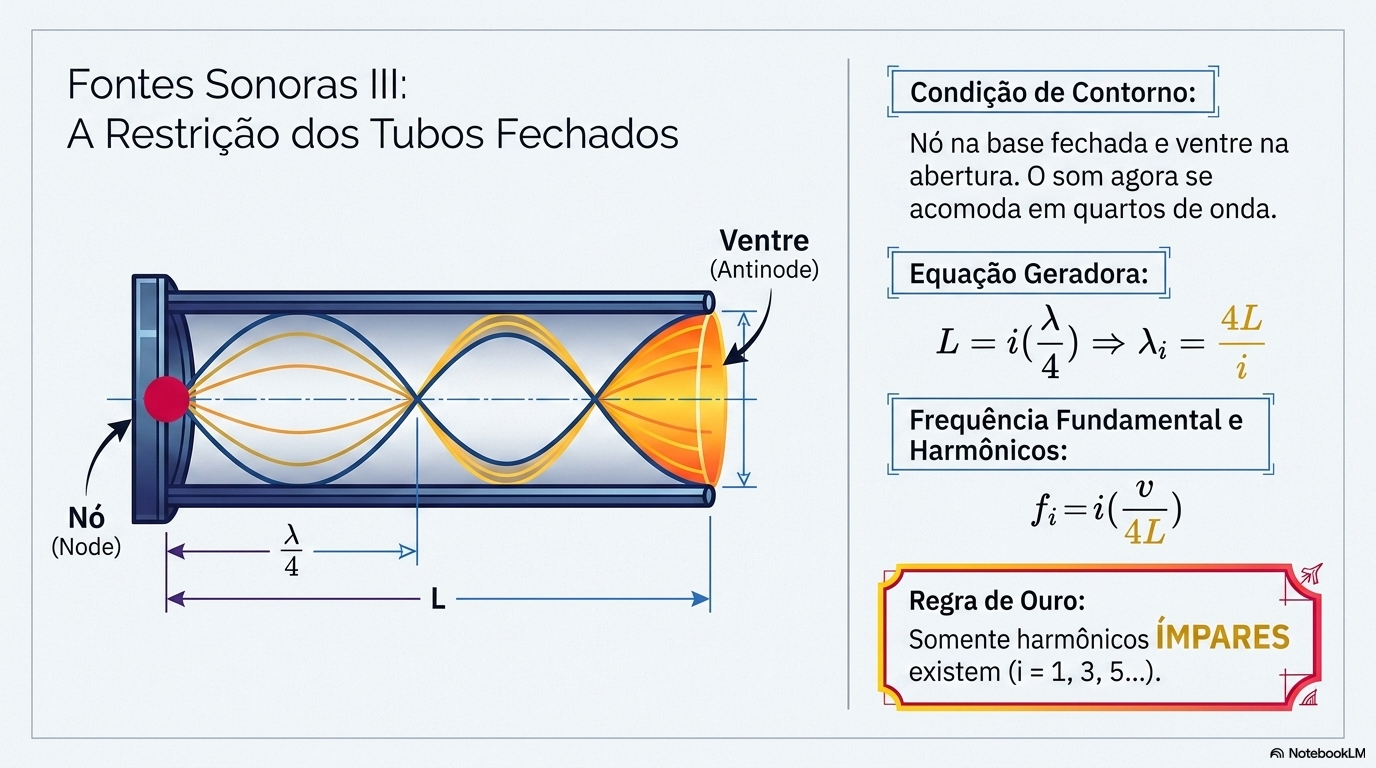 Fontes Sonoras III:
A Restrição dos Tubos Fechados
Ventre
(Antinode)
Nó
(Node)
λ/4
L
Condição de Contorno:
Nó na base fechada e ventre na
abertura. O som agora se
acomoda em quartos de onda.
Equação Geradora:
L = i(λ/4) ⇒ λᵢ = 4L/i
Frequência Fundamental e
Harmônicos:
fᵢ = i(v/4L)
Regra de Ouro:
Somente harmônicos ÍMPARES
existem (i = 1, 3, 5...).
NotebookLM